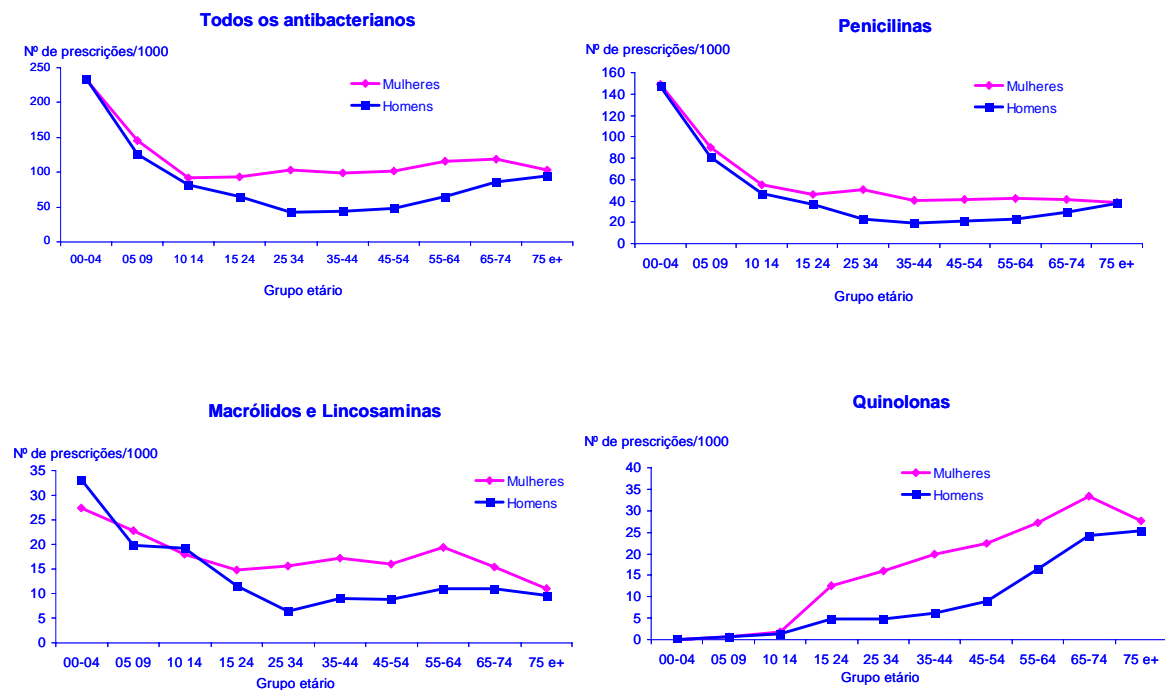 Todos os antibacterianos
Nº de prescrições/1000
250
200
150
100
50
0
Mulheres
Homens
00-04 05 09 10 14 15 24 25 34 35-44 45-54 55-64 65-74 75 e+
Grupo etário
Penicilinas
Nº de prescrições/1000
160
140
120
100
80
60
40
20
0
Mulheres
Homens
00-04 05 09 10 14 15 24 25 34 35-44 45-54 55-64 65-74 75 e+
Grupo etário
Macrólidos e Lincosaminas
Nº de prescrições/1000
35
30
25
20
15
10
5
0
Mulheres
Homens
00-04 05 09 10 14 15 24 25 34 35-44 45-54 55-64 65-74 75 e+
Grupo etário
Quinolonas
Nº de prescrições/1000
40
35
30
25
20
15
10
5
0
Mulheres
Homens
00-04 05 09 10 14 15 24 25 34 35-44 45-54 55-64 65-74 75 e+
Grupo etário